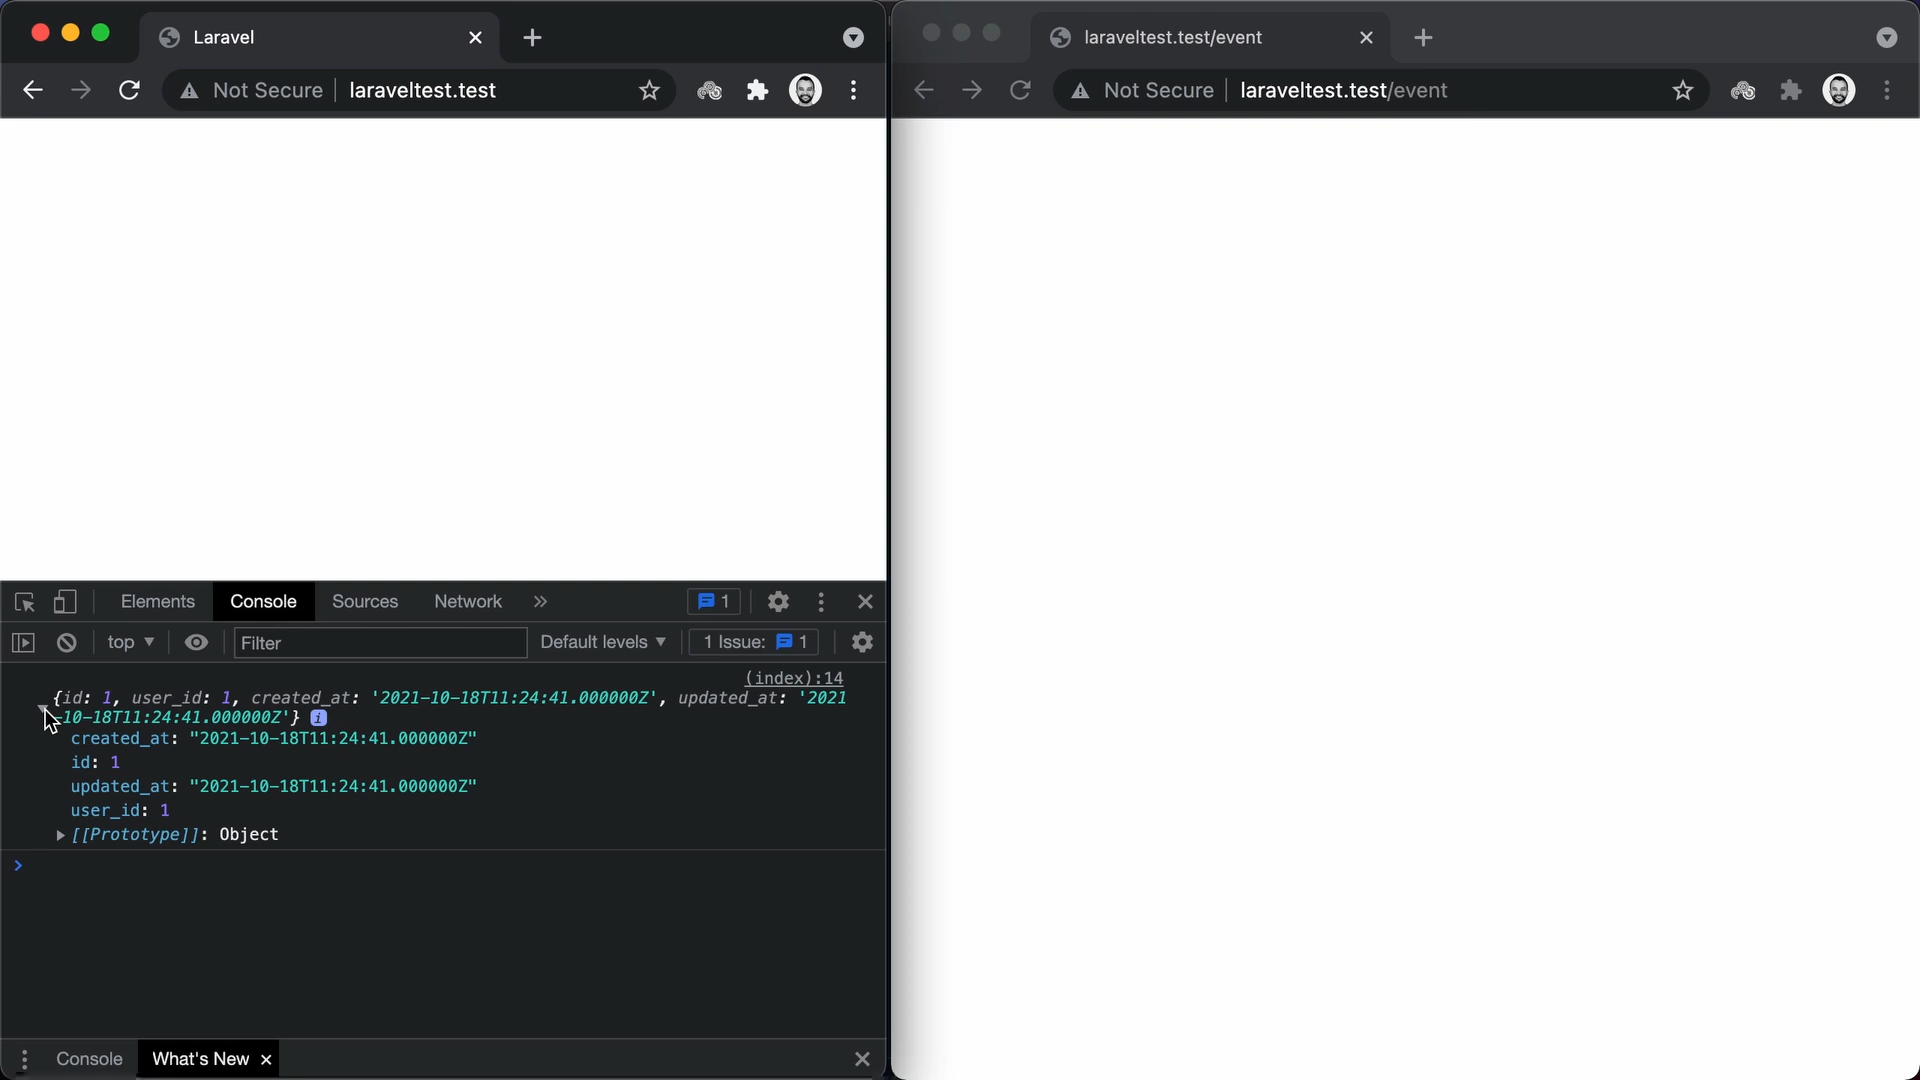 Laravel
Not Secure
laraveltest.test
laraveltest.test/event
Not Secure
laraveltest.test/event
Elements
Console
Sources
Network
1
top
Filter
Default levels
1 Issue:
1
(index):14
{id: 1, user_id: 1, created_at: '2021-10-18T11:24:41.000000Z', updated_at: '2021
-10-18T11:24:41.000000Z'} i
created_at: "2021-10-18T11:24:41.000000Z"
id: 1
updated_at: "2021-10-18T11:24:41.000000Z"
user_id: 1
[[Prototype]]: Object
Console
What's New